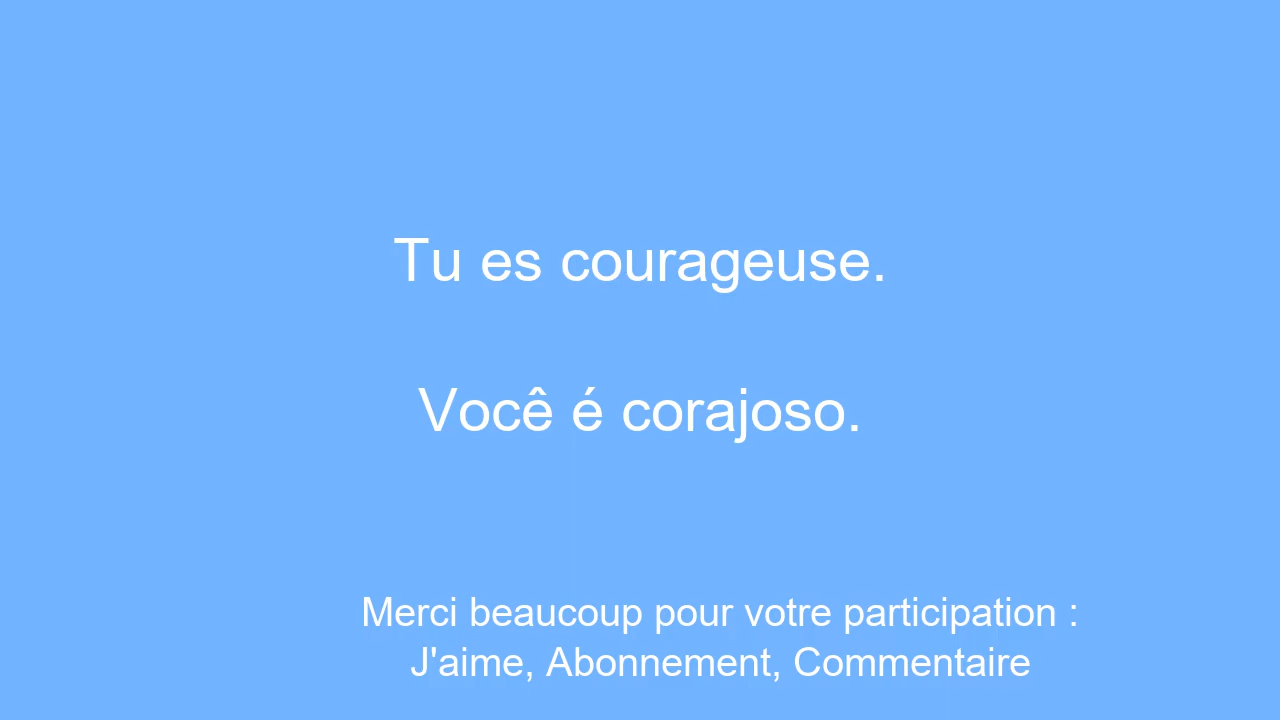 Tu es courageuse.
Você é corajoso.
Merci beaucoup pour votre participation :
J'aime, Abonnement, Commentaire